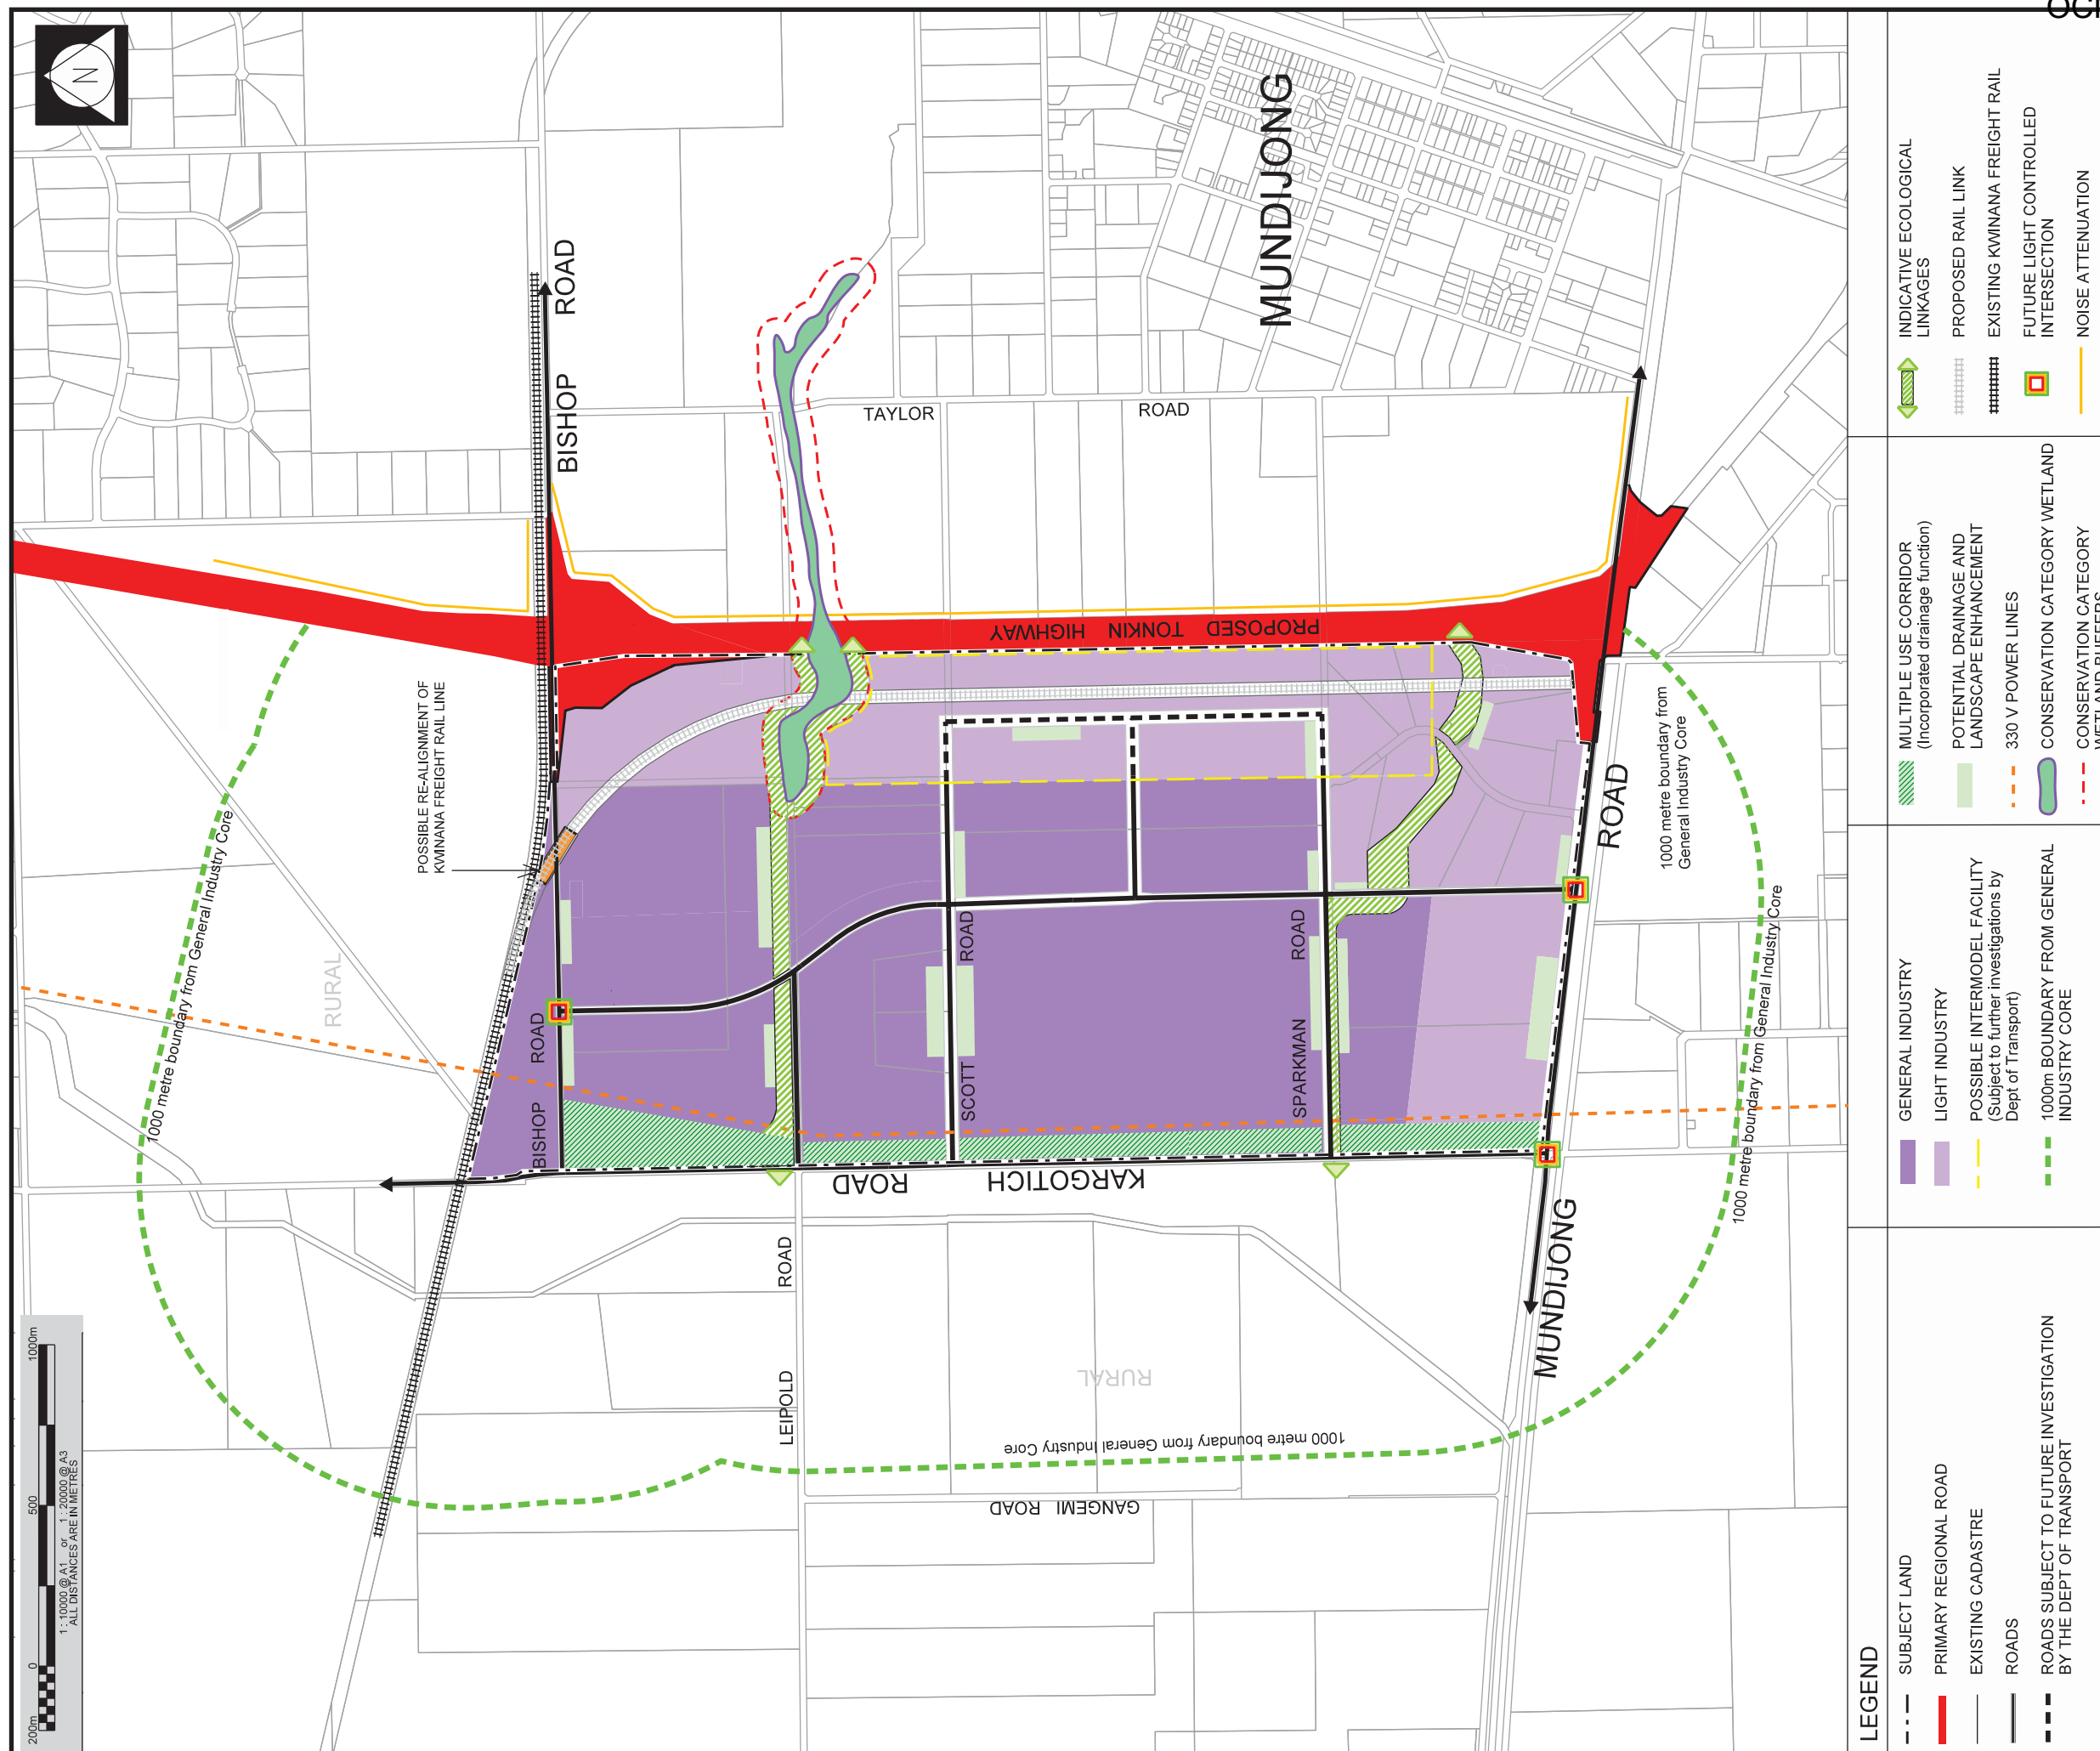 N
BISHOP ROAD
MUNDIJONG
TAYLOR ROAD
PROPOSED TONKIN HIGHWAY
POSSIBLE RE-ALIGNMENT OF
KWINANA FREIGHT RAIL LINE
1000 metre boundary from General Industry Core
RURAL
1000 metre boundary from
General Industry Core
MUNDIJONG ROAD
1000 metre boundary from General Industry Core
BISHOP ROAD
SCOTT ROAD
SPARKMAN ROAD
KARGOTICH ROAD
LEIPOLD ROAD
RURAL
1000 metre boundary from General Industry Core
GANGEMI ROAD
200m 0 500 1000m
1 : 10000 @ A1 or 1 : 20000 @ A3
ALL DISTANCES ARE IN METRES
LEGEND
SUBJECT LAND
PRIMARY REGIONAL ROAD
EXISTING CADASTRE
ROADS
ROADS SUBJECT TO FUTURE INVESTIGATION
BY THE DEPT OF TRANSPORT
GENERAL INDUSTRY
LIGHT INDUSTRY
POSSIBLE INTERMODEL FACILITY
(Subject to further investigations by
Dept of Transport)
1000m BOUNDARY FROM GENERAL
INDUSTRY CORE
MULTIPLE USE CORRIDOR
(Incorporated drainage function)
POTENTIAL DRAINAGE AND
LANDSCAPE ENHANCEMENT
330 V POWER LINES
CONSERVATION CATEGORY WETLAND
CONSERVATION CATEGORY
WETLAND BUFFERS
INDICATIVE ECOLOGICAL
LINKAGES
PROPOSED RAIL LINK
EXISTING KWINANA FREIGHT RAIL
FUTURE LIGHT CONTROLLED
INTERSECTION
NOISE ATTENUATION